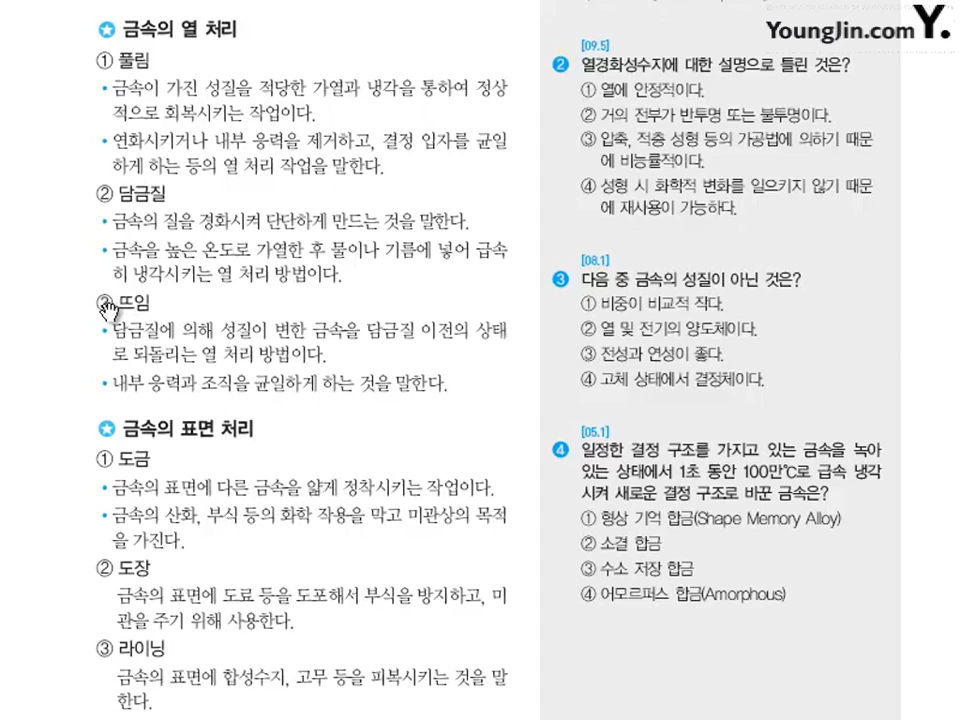 금속의 열 처리
① 풀림
• 금속이 가진 성질을 적당한 가열과 냉각을 통하여 정상
적으로 회복시키는 작업이다.
• 연화시키거나 내부 응력을 제거하고, 결정 입자를 균일
하게 하는 등의 열 처리 작업을 말한다.
② 담금질
• 금속의 질을 경화시켜 단단하게 만드는 것을 말한다.
• 금속을 높은 온도로 가열한 후 물이나 기름에 넣어 급속
히 냉각시키는 열 처리 방법이다.
③ 뜨임
• 담금질에 의해 성질이 변한 금속을 담금질 이전의 상태
로 되돌리는 열 처리 방법이다.
• 내부 응력과 조직을 균일하게 하는 것을 말한다.
금속의 표면 처리
① 도금
• 금속의 표면에 다른 금속을 얇게 정착시키는 작업이다.
• 금속의 산화, 부식 등의 화학 작용을 막고 미관상의 목적
을 가진다.
② 도장
금속의 표면에 도료 등을 도포해서 부식을 방지하고, 미
관을 주기 위해 사용한다.
③ 라이닝
금속의 표면에 합성수지, 고무 등을 피복시키는 것을 말
한다.
YoungJin.com Y.
[09.5]
2 열경화성수지에 대한 설명으로 틀린 것은?
① 열에 안정적이다.
② 거의 전부가 반투명 또는 불투명이다.
③ 압축, 적층 성형 등의 가공법에 의하기 때문
에 비능률적이다.
④ 성형 시 화학적 변화를 일으키지 않기 때문
에 재사용이 가능하다.
[08.1]
3 다음 중 금속의 성질이 아닌 것은?
① 비중이 비교적 작다.
② 열 및 전기의 양도체이다.
③ 전성과 연성이 좋다.
④ 고체 상태에서 결정체이다.
[05.1]
4 일정한 결정 구조를 가지고 있는 금속을 녹아
있는 상태에서 1초 동안 100만℃로 급속 냉각
시켜 새로운 결정 구조로 바꾼 금속은?
① 형상 기억 합금(Shape Memory Alloy)
② 소결 합금
③ 수소 저장 합금
④ 어모르퍼스 합금(Amorphous)